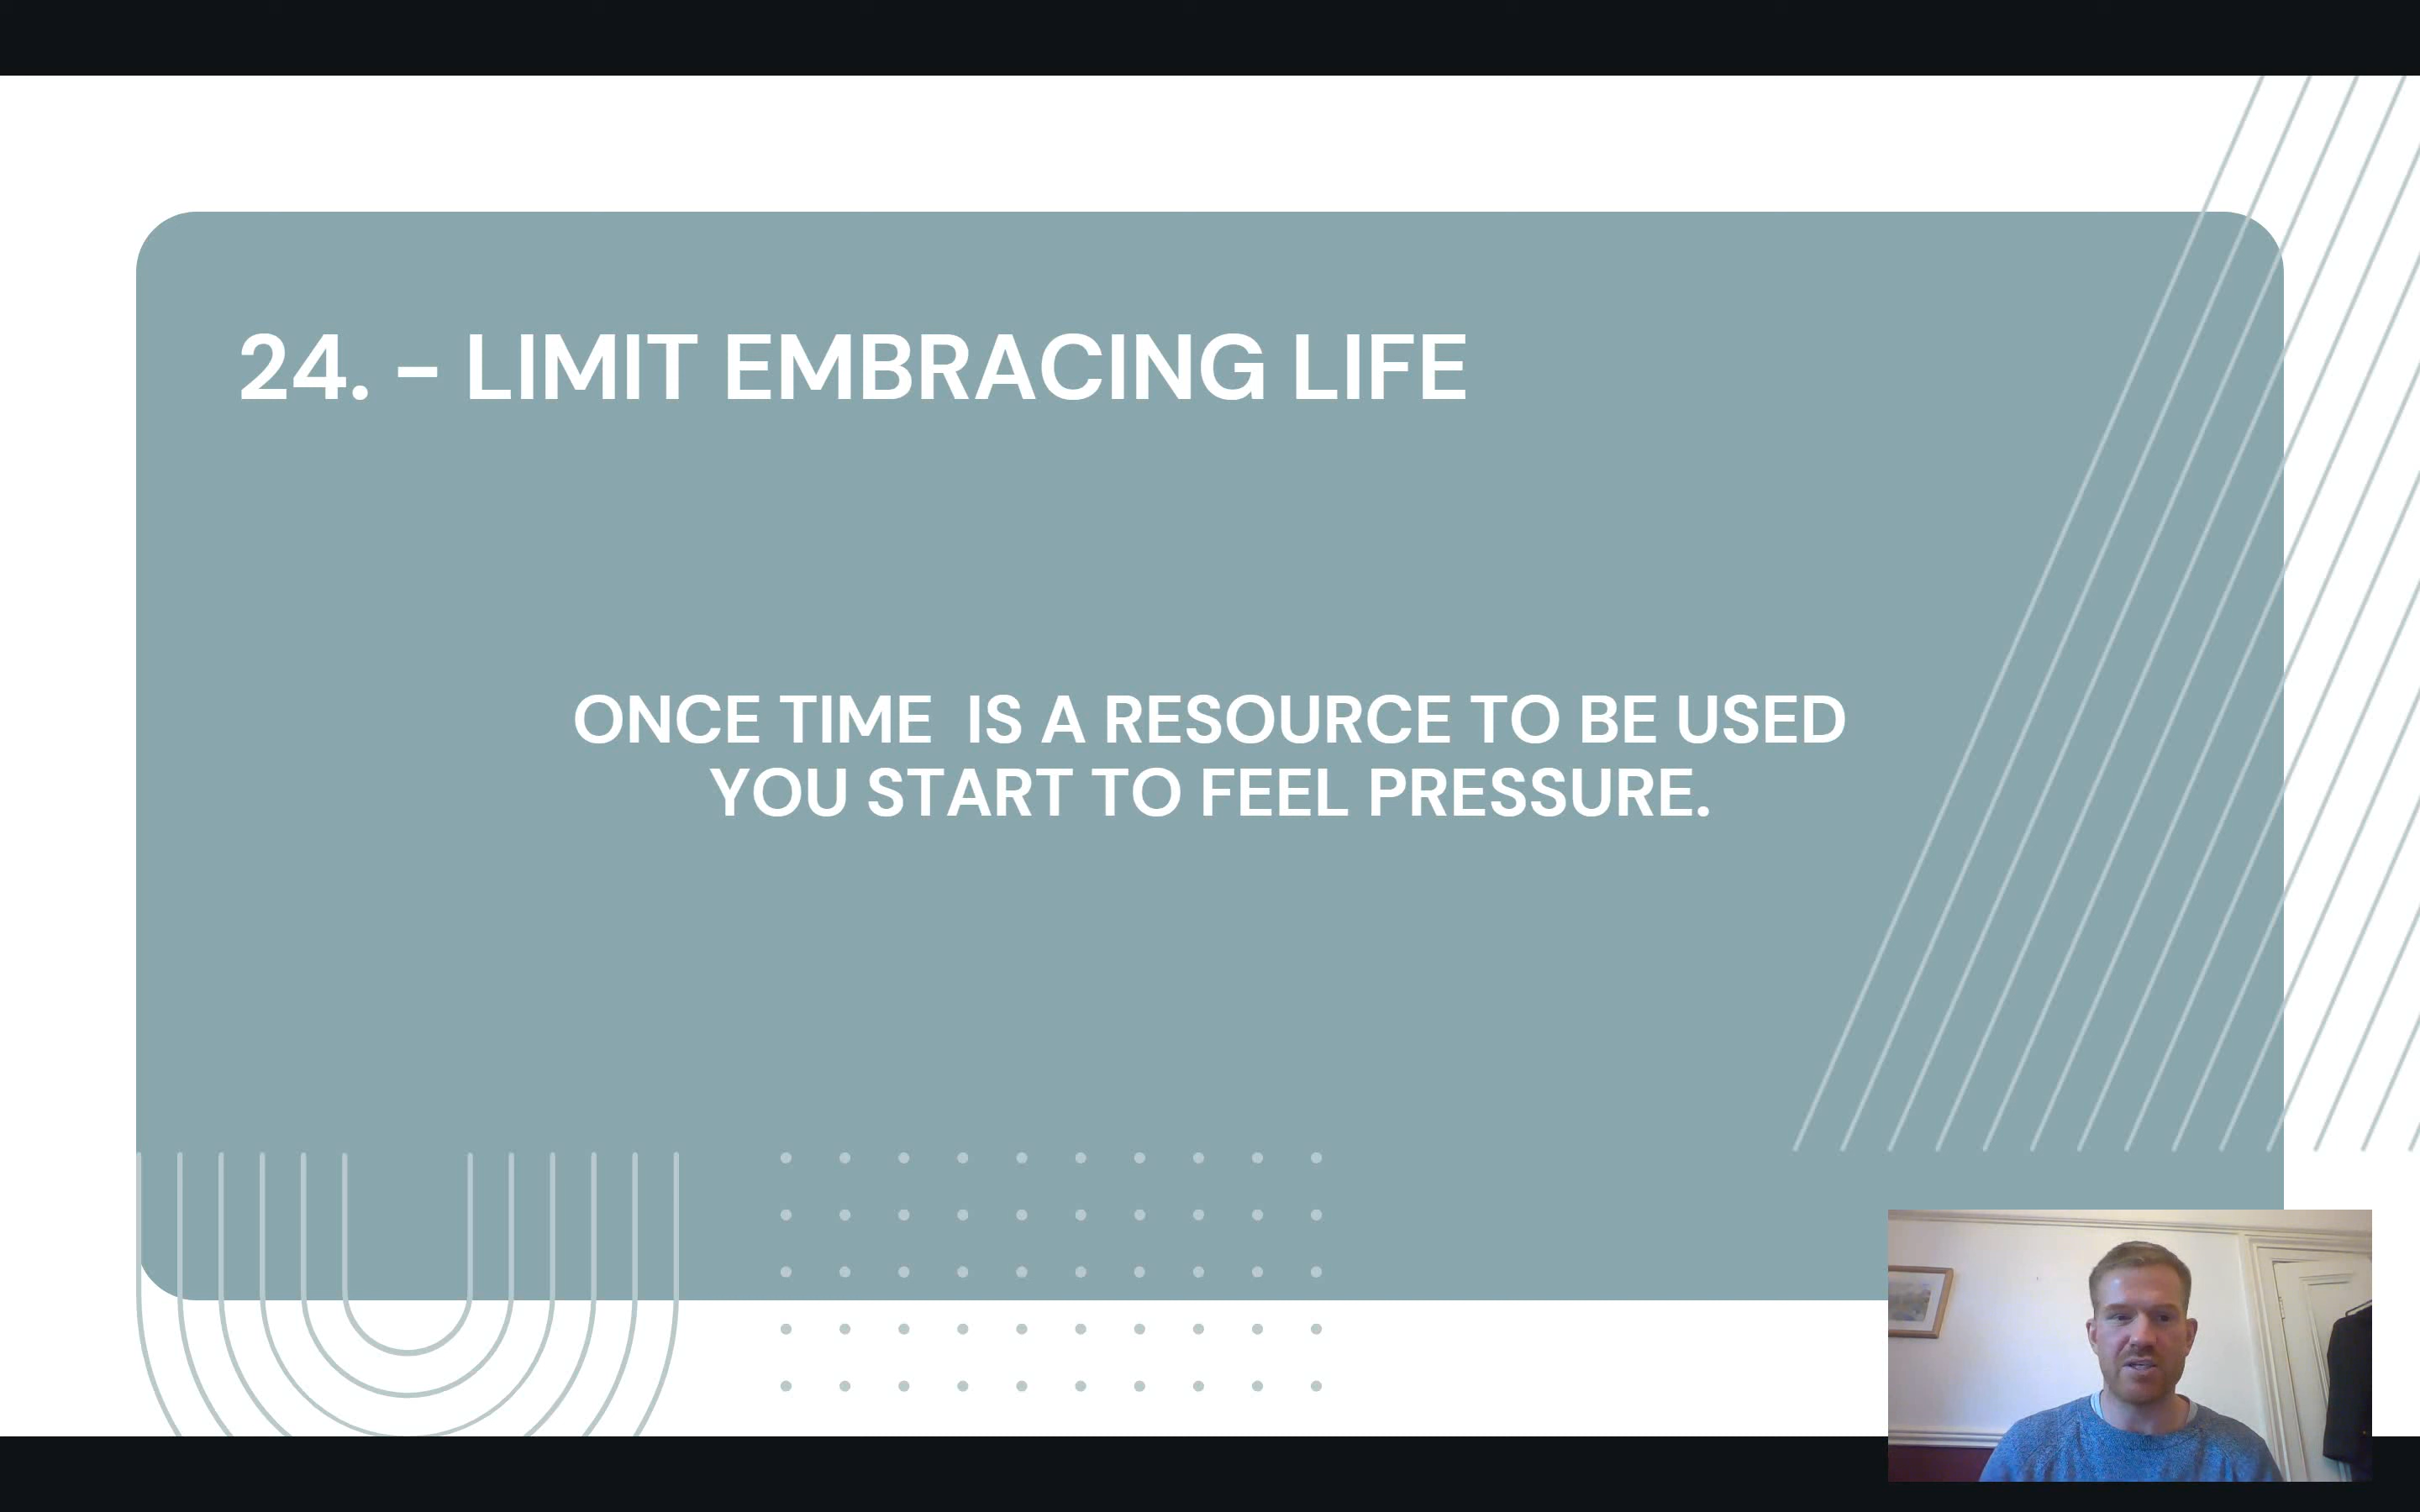 24. - LIMIT EMBRACING LIFE
ONCE TIME  IS A RESOURCE TO BE USED
YOU START TO FEEL PRESSURE.